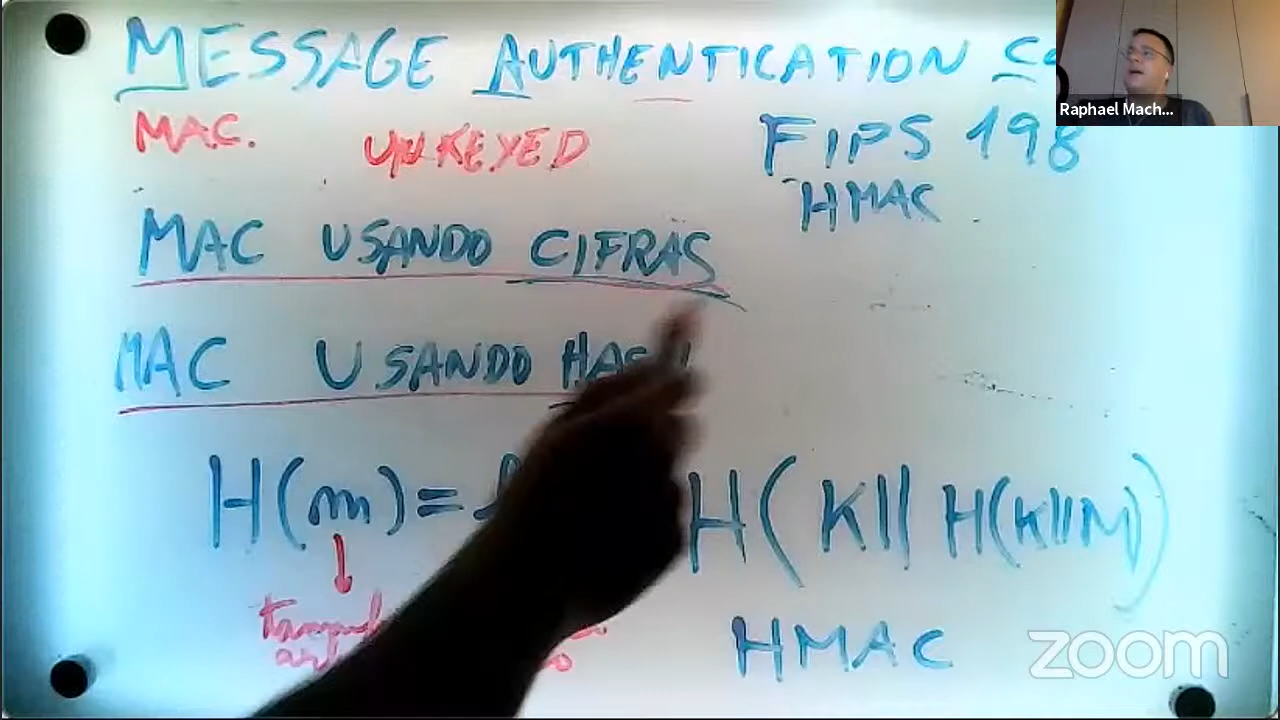 MESSAGE AUTHENTICATION
Raphael Mach...
MAC. UNKEYED FIPS 198
HMAC
MAC USANDO CIFRAS
MAC USANDO
H(m)= H(K|| H(K||M)
HMAC
zoom